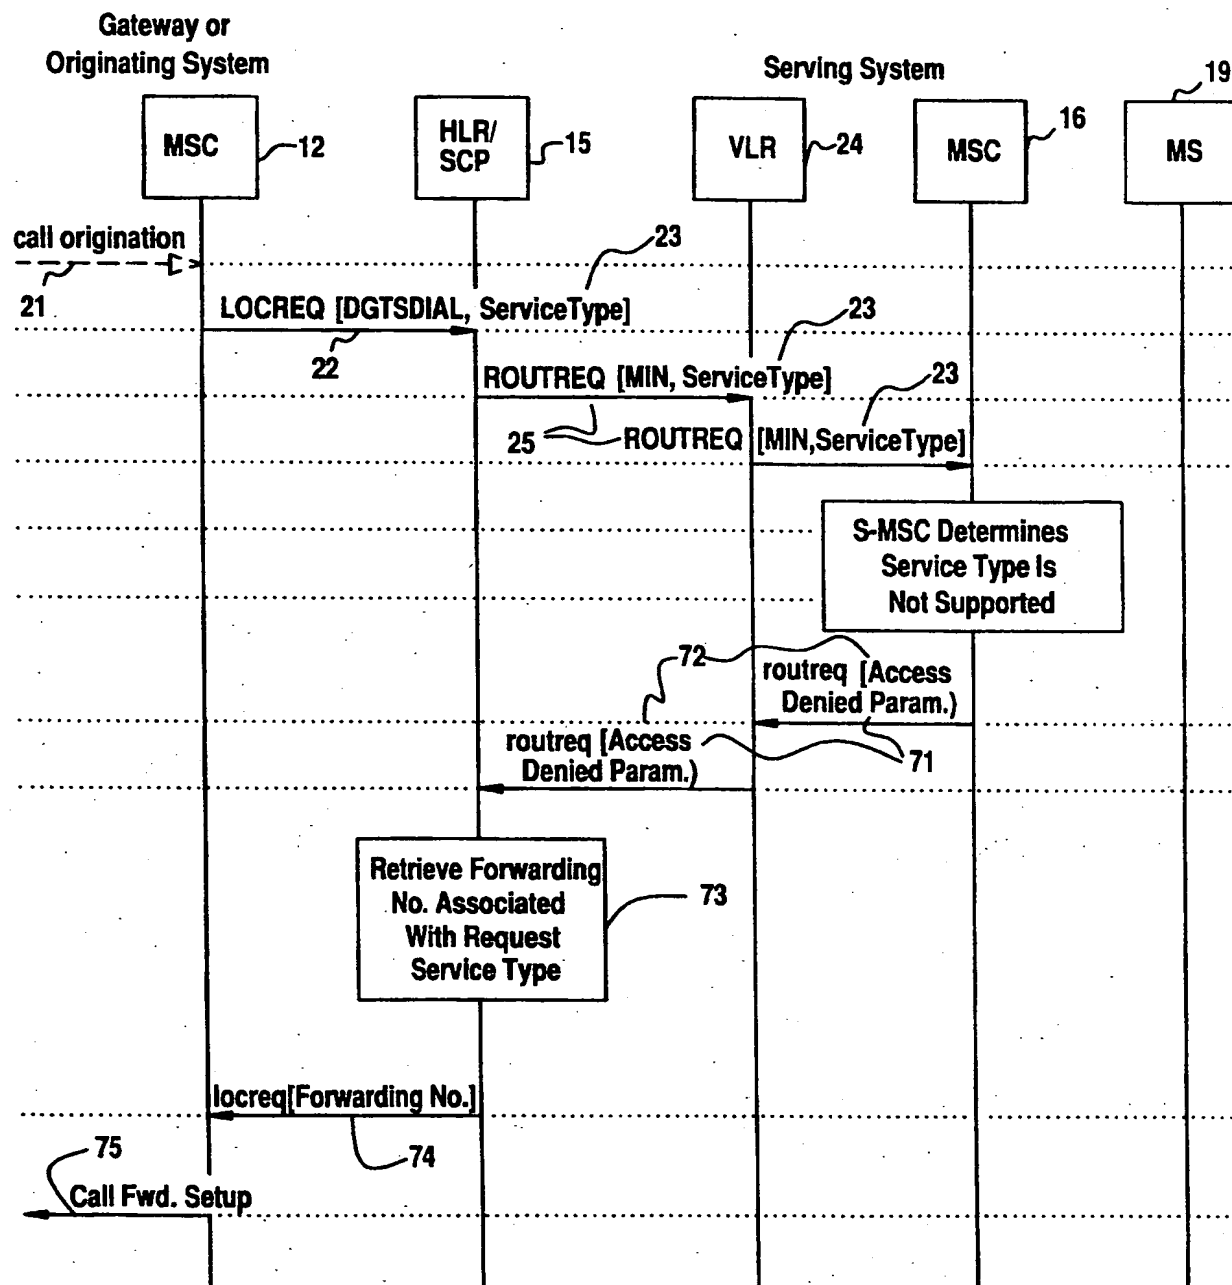 Gateway or
Originating System
Serving System
19
MSC
12
HLR/
SCP
15
VLR
24
MSC
16
MS
call origination
21
23
LOCREQ [DGTSDIAL, ServiceType]
22
23
ROUTREQ [MIN, ServiceType]
23
25
ROUTREQ [MIN,ServiceType]
S-MSC Determines
Service Type Is
Not Supported
72
routreq [Access
Denied Param.)
routreq [Access
Denied Param.)
71
Retrieve Forwarding
No. Associated
With Request
Service Type
73
locreq[Forwarding No.]
74
75
Call Fwd. Setup